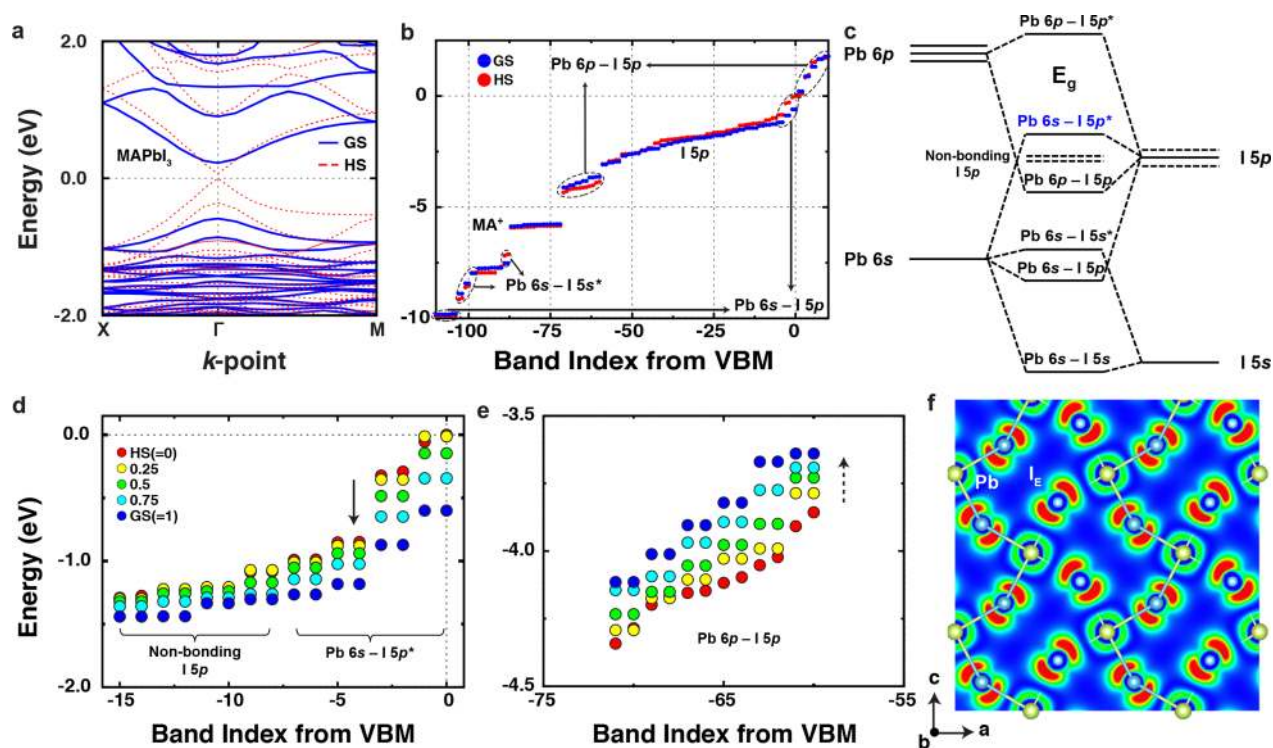 a
2.0
1.0
0.0
-1.0
-2.0
Energy (eV)
MAPbI3
GS
HS
X
Γ
M
k-point
b
GS
HS
Pb 6p – I 5p
I 5p
MA+
Pb 6s – I 5s*
Pb 6s – I 5p
0
-5
-10
-100
-75
-50
-25
0
Band Index from VBM
c
Pb 6p – I 5p*
Pb 6p
Eg
Pb 6s – I 5p*
Non-bonding
I 5p
I 5p
Pb 6p – I 5p
Pb 6s – I 5s*
Pb 6s
Pb 6s – I 5p
Pb 6s – I 5s
I 5s
d
0.0
-1.0
-2.0
Energy (eV)
HS(=0)
0.25
0.5
0.75
GS(=1)
Non-bonding
I 5p
Pb 6s – I 5p*
-15
-10
-5
0
Band Index from VBM
e
-3.5
-4.0
-4.5
Pb 6p – I 5p
-75
-65
-55
Band Index from VBM
f
Pb
IE
c
b
a